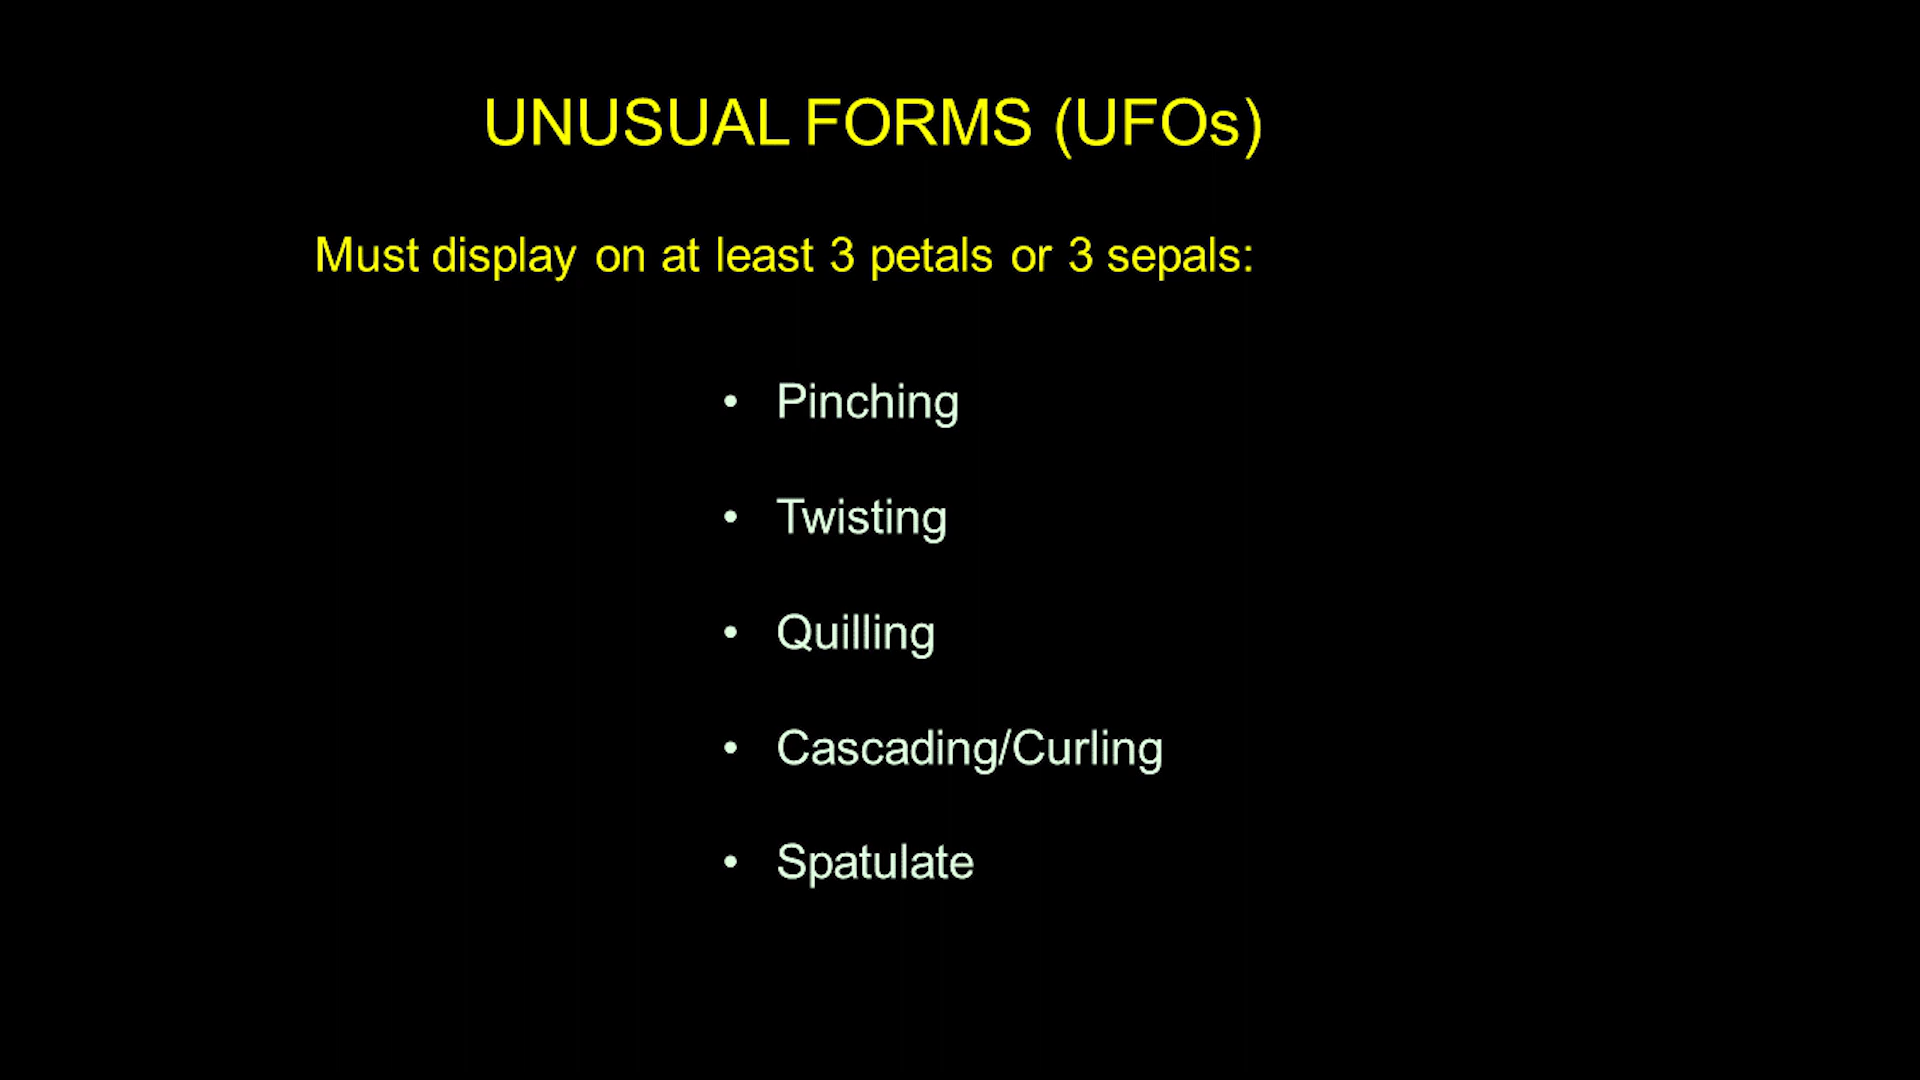 UNUSUAL FORMS (UFOs)
Must display on at least 3 petals or 3 sepals:
• Pinching
• Twisting
• Quilling
• Cascading/Curling
• Spatulate